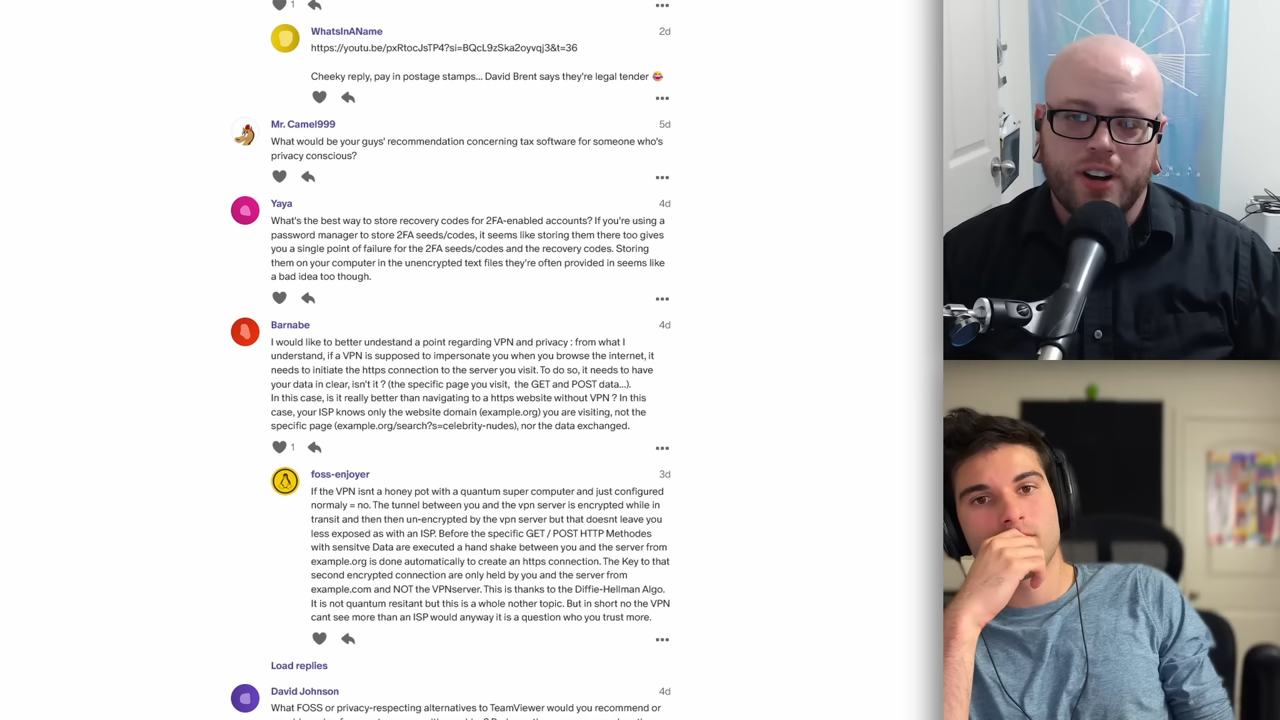 1
WhatsInAName 2d
https://youtu.be/pxRtocJsTP4?si=BQcL9zSka2oyvqj3&t=36
Cheeky reply, pay in postage stamps... David Brent says they're legal tender 😂
Mr. Camel999 5d
What would be your guys' recommendation concerning tax software for someone who's
privacy conscious?
Yaya 4d
What's the best way to store recovery codes for 2FA-enabled accounts? If you're using a
password manager to store 2FA seeds/codes, it seems like storing them there too gives
you a single point of failure for the 2FA seeds/codes and the recovery codes. Storing
them on your computer in the unencrypted text files they're often provided in seems like
a bad idea too though.
Barnabe 4d
I would like to better undestand a point regarding VPN and privacy : from what I
understand, if a VPN is supposed to impersonate you when you browse the internet, it
needs to initiate the https connection to the server you visit. To do so, it needs to have
your data in clear, isn't it ? (the specific page you visit, the GET and POST data...).
In this case, is it really better than navigating to a https website without VPN ? In this
case, your ISP knows only the website domain (example.org) you are visiting, not the
specific page (example.org/search?s=celebrity-nudes), nor the data exchanged.
1
foss-enjoyer 3d
If the VPN isnt a honey pot with a quantum super computer and just configured
normaly = no. The tunnel between you and the vpn server is encrypted while in
transit and then then un-encrypted by the vpn server but that doesnt leave you
less exposed as with an ISP. Before the specific GET / POST HTTP Methodes
with sensitve Data are executed a hand shake between you and the server from
example.org is done automatically to create an https connection. The Key to that
second encrypted connection are only held by you and the server from
example.com and NOT the VPNserver. This is thanks to the Diffie-Hellman Algo.
It is not quantum resitant but this is a whole nother topic. But in short no the VPN
cant see more than an ISP would anyway it is a question who you trust more.
Load replies
David Johnson 4d
What FOSS or privacy-respecting alternatives to TeamViewer would you recommend or